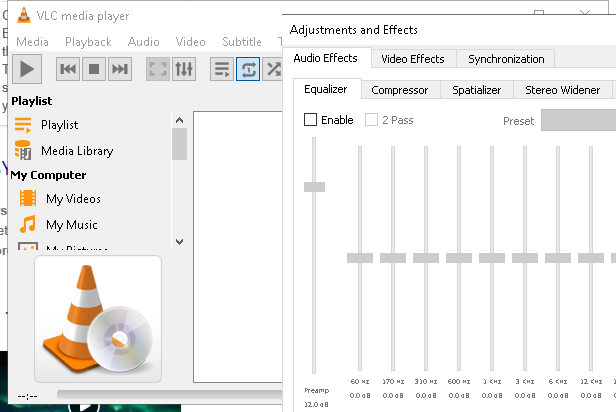 VLC media player
Media Playback Audio Video Subtitle
Adjustments and Effects
Audio Effects Video Effects Synchronization
Equalizer Compressor Spatializer Stereo Widener
Enable 2 Pass Preset
Playlist
Playlist
Media Library
My Computer
My Videos
My Music
My Pictures
60 Hz 170 Hz 310 Hz 600 Hz 1 KHz 3 KHz 6 KHz 12 KHz
Preamp 0.0 dB 0.0 dB 0.0 dB 0.0 dB 0.0 dB 0.0 dB 0.0 dB 0.0 dB
12.0 dB
--:--